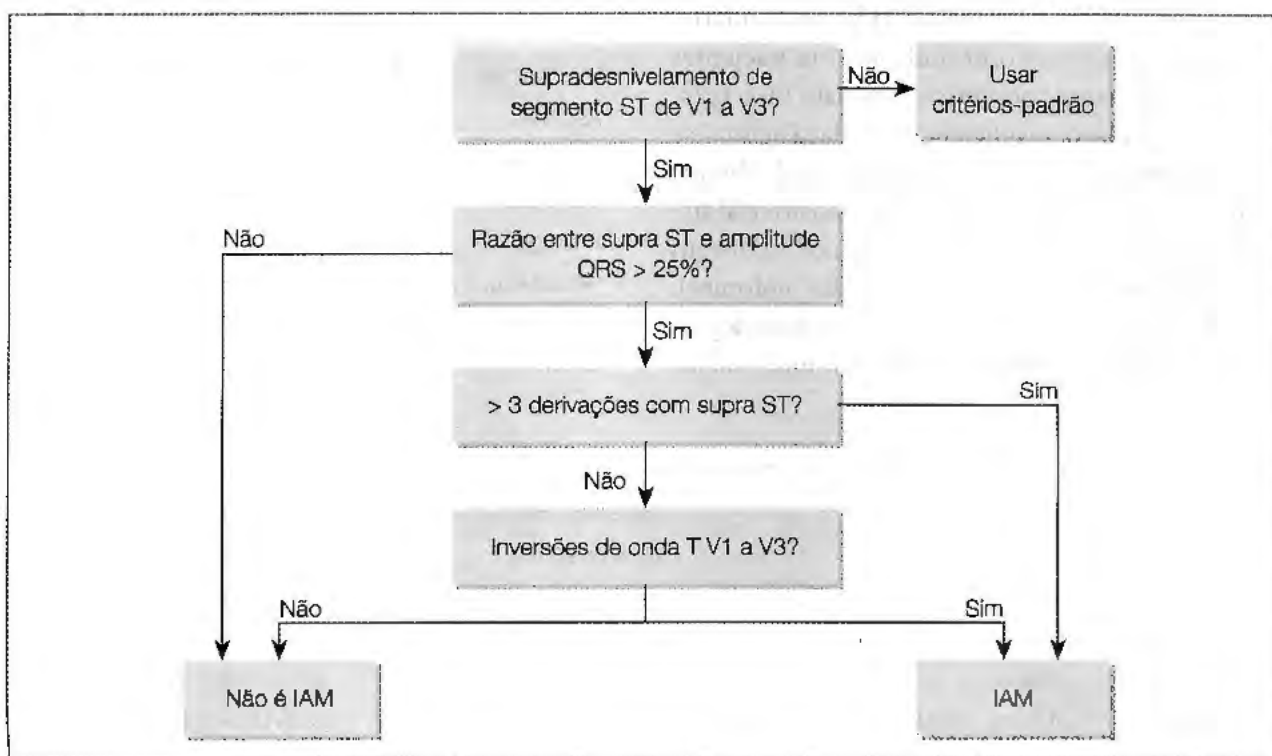 Supradesnivelamento de
segmento ST de V1 a V3?
Não
Usar
critérios-padrão
Sim
Não
Razão entre supra ST e amplitude
QRS > 25%?
Sim
> 3 derivações com supra ST?
Sim
Não
Inversões de onda T V1 a V3?
Não
Sim
Não é IAM
IAM